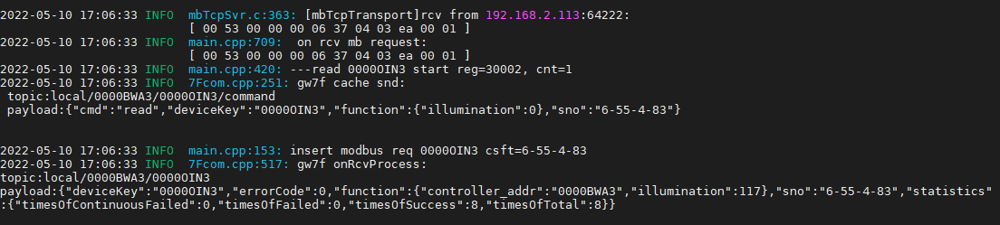 2022-05-10 17:06:33 INFO  mbTcpSvr.c:363: [mbTcpTransport]rcv from 192.168.2.113:64222:
[ 00 53 00 00 00 06 37 04 03 ea 00 01 ]
2022-05-10 17:06:33 INFO  main.cpp:709:  on rcv mb request:
[ 00 53 00 00 00 06 37 04 03 ea 00 01 ]
2022-05-10 17:06:33 INFO  main.cpp:420: ---read 0000OIN3 start reg=30002, cnt=1
2022-05-10 17:06:33 INFO  7Fcom.cpp:251: gw7f cache snd:
topic:local/0000BWA3/0000OIN3/command
payload:{"cmd":"read","deviceKey":"0000OIN3","function":{"illumination":0},"sno":"6-55-4-83"}
2022-05-10 17:06:33 INFO  main.cpp:153: insert modbus req 0000OIN3 csft=6-55-4-83
2022-05-10 17:06:33 INFO  7Fcom.cpp:517: gw7f onRcvProcess:
topic:local/0000BWA3/0000OIN3
payload:{"deviceKey":"0000OIN3","errorCode":0,"function":{"controller_addr":"0000BWA3","illumination":117},"sno":"6-55-4-83","statistics"
:{"timesOfContinuousFailed":0,"timesOfFailed":0,"timesOfSuccess":8,"timesOfTotal":8}}